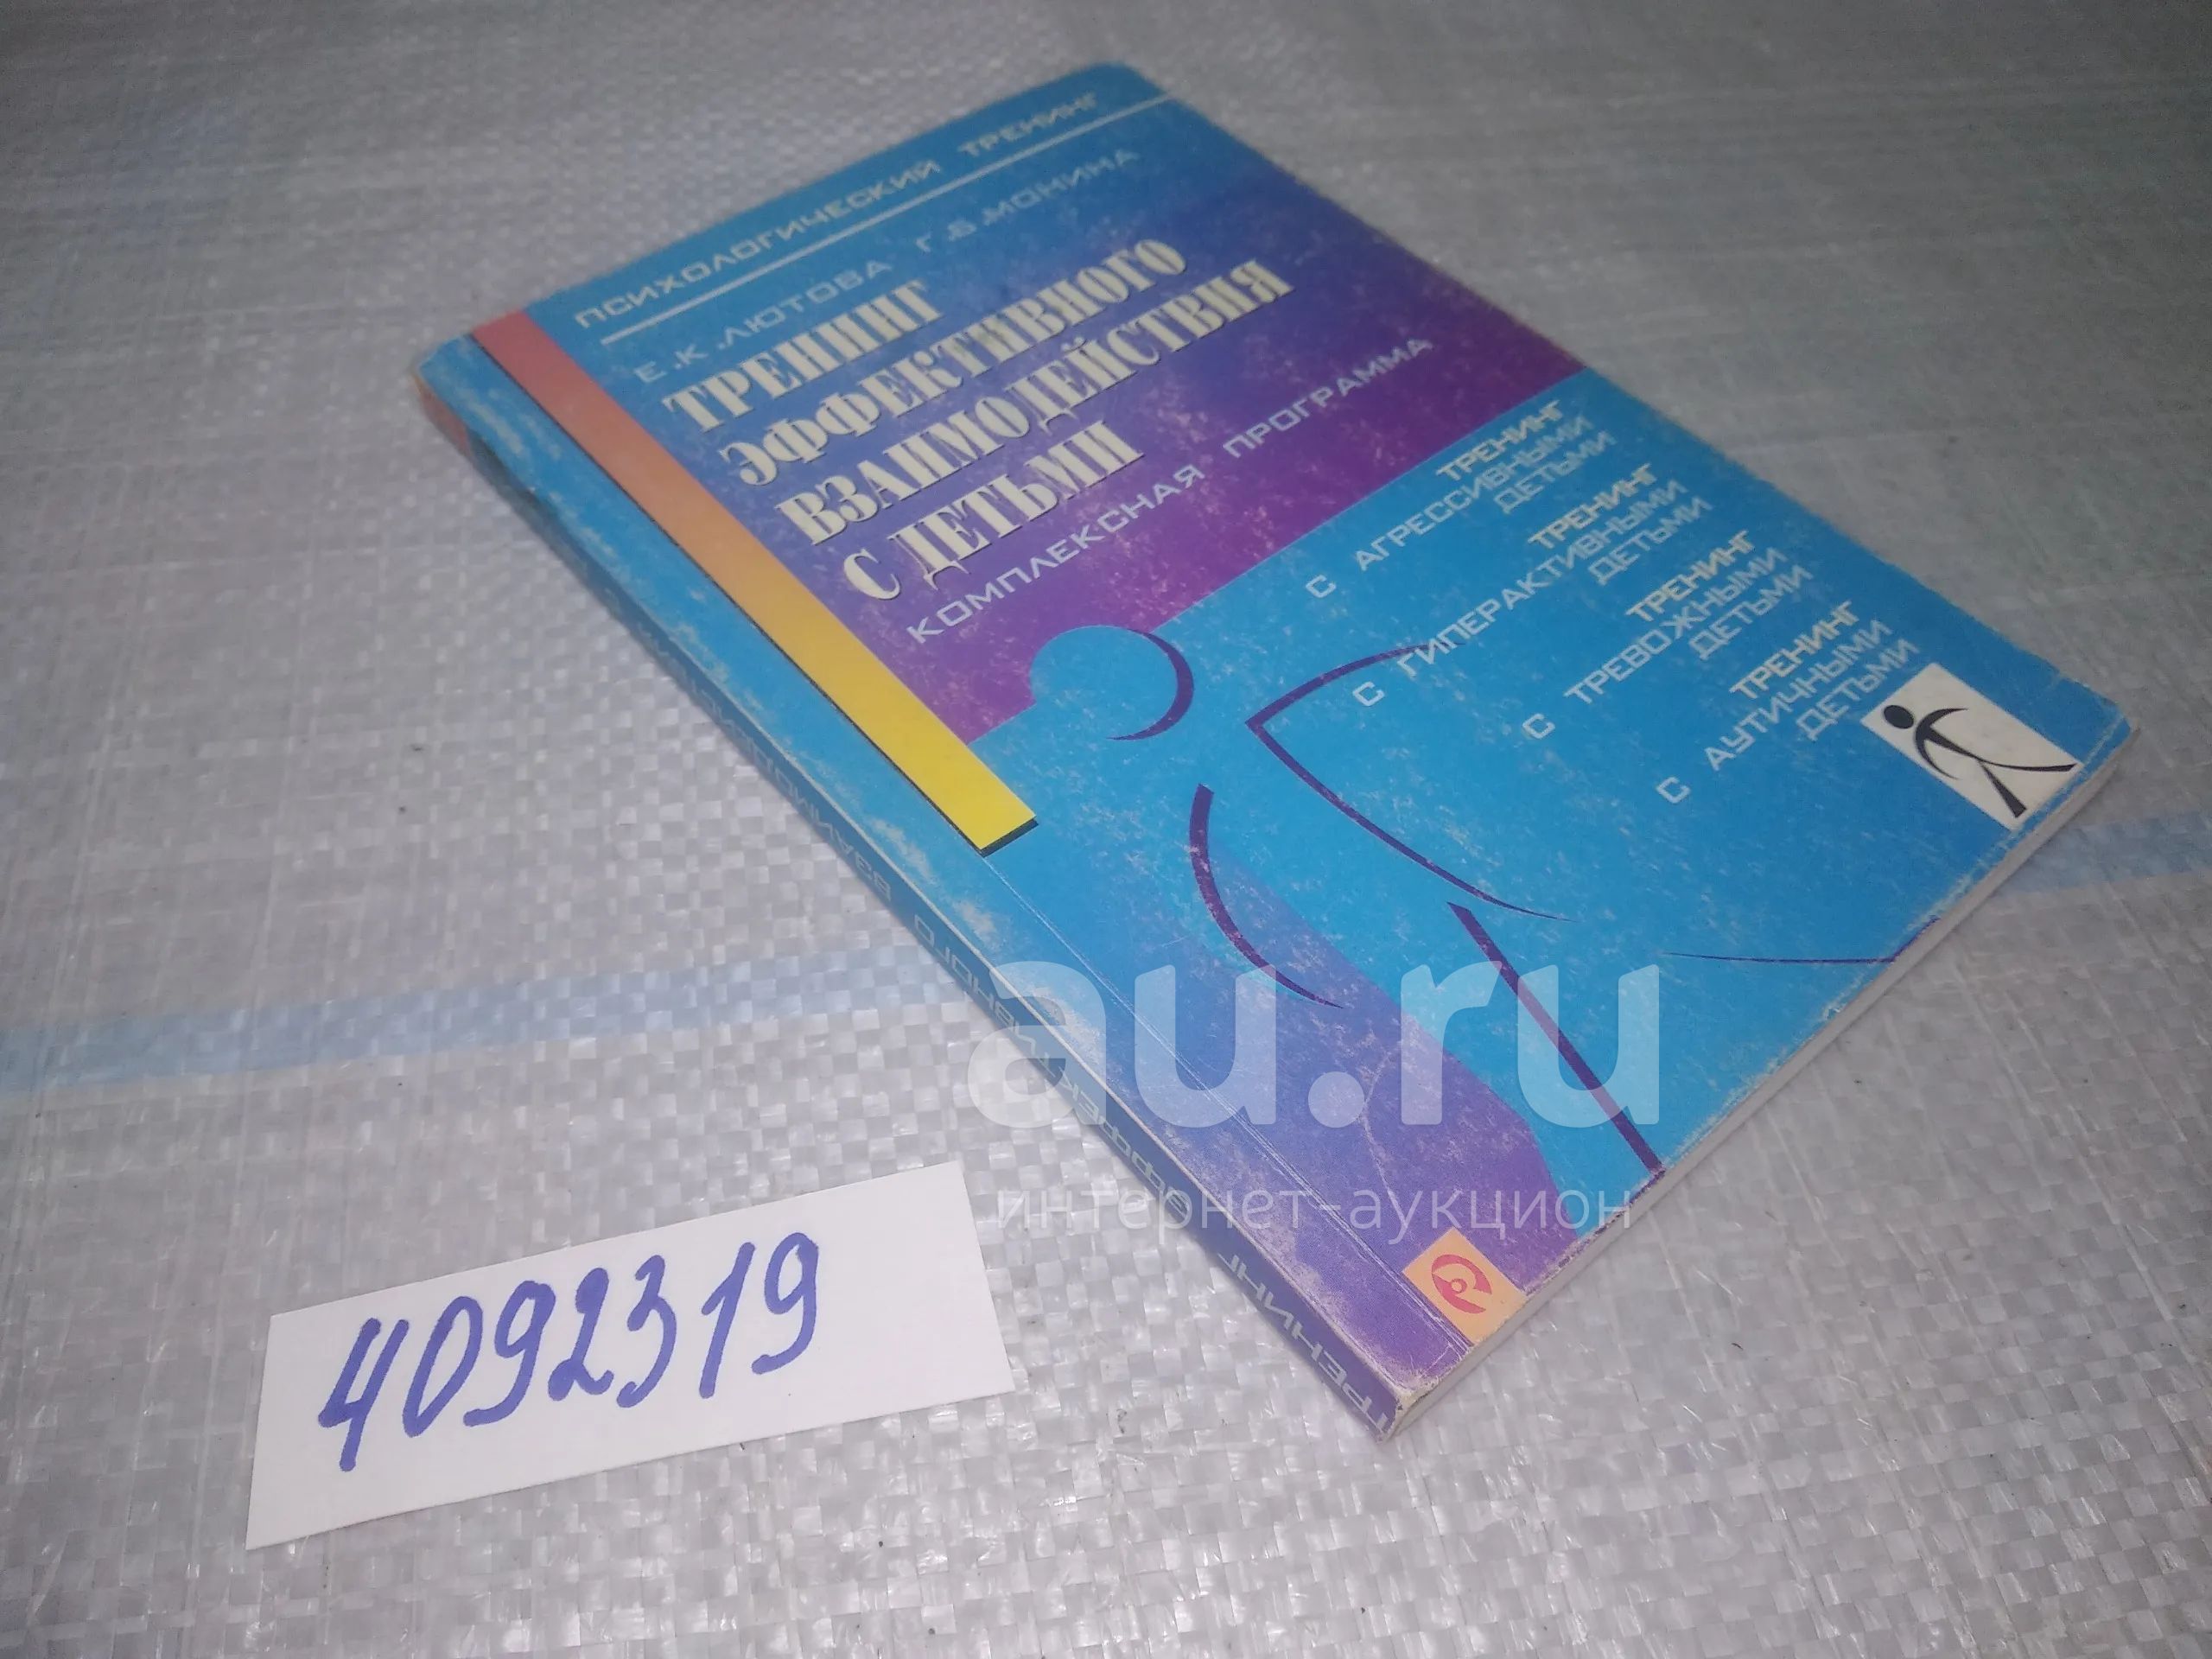 ПСИХОЛОГИЧЕСКИЙ ТРЕНИНГ
Е.К.ЛЮТОВА Г.Б.МОНИНА
ТРЕНИНГ
ЭФФЕКТИВНОГО
ВЗАИМОДЕЙСТВИЯ
С ДЕТЬМИ
КОМПЛЕКСНАЯ ПРОГРАММА
ТРЕНИНГ
С АГРЕССИВНЫМИ
ДЕТЬМИ
ТРЕНИНГ
С ГИПЕРАКТИВНЫМИ
ДЕТЬМИ
ТРЕНИНГ
С ТРЕВОЖНЫМИ
ДЕТЬМИ
ТРЕНИНГ
С АУТИЧНЫМИ
ДЕТЬМИ
ТРЕНИНГ ЭФФЕКТИВНОГО ВЗАИМОДЕЙСТВИЯ
au.ru
интернет-аукцион
4092319